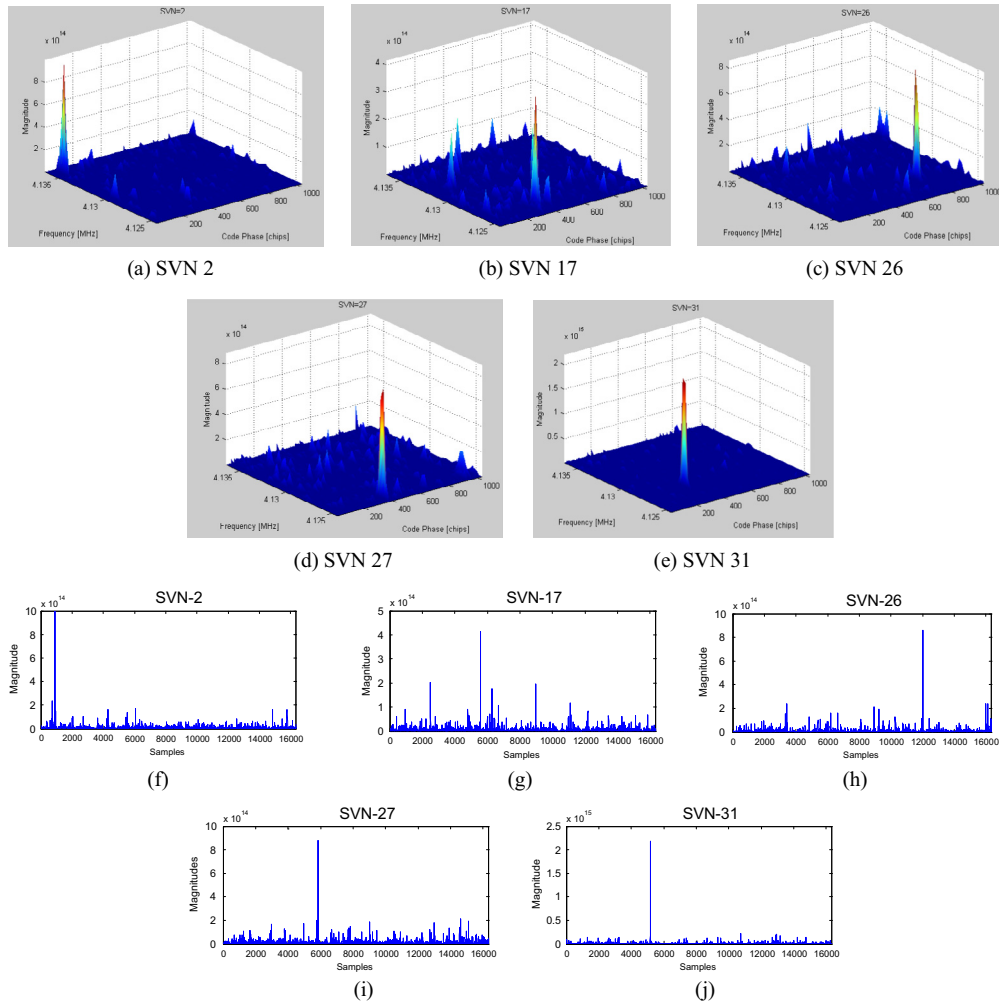 SVN=2
x 10^14
8
6
4
2
Magnitude
4.135
4.13
4.125
Frequency [MHz]
200
400
600
800
1000
Code Phase [chips]
(a) SVN 2
SVN=17
x 10^14
4
3
2
1
Magnitude
4.135
4.13
4.125
Frequency [MHz]
200
400
600
800
1000
Code Phase [chips]
(b) SVN 17
SVN=26
x 10^14
8
6
4
2
Magnitude
4.135
4.13
4.125
Frequency [MHz]
200
400
600
800
1000
Code Phase [chips]
(c) SVN 26
SVN=27
x 10^14
8
6
4
2
Magnitude
4.135
4.13
4.125
Frequency [MHz]
200
400
600
800
1000
Code Phase [chips]
(d) SVN 27
SVN=31
x 10^15
2
1.5
1
0.5
Magnitude
4.135
4.13
4.125
Frequency [MHz]
200
400
600
800
1000
Code Phase [chips]
(e) SVN 31
SVN-2
x 10^14
10
8
6
4
2
0
Magnitude
0 2000 4000 6000 8000 10000 12000 14000 16000
Samples
(f)
SVN-17
x 10^14
5
4
3
2
1
0
Magnitude
0 2000 4000 6000 8000 10000 12000 14000 16000
Samples
(g)
SVN-26
x 10^14
10
8
6
4
2
0
Magnitude
0 2000 4000 6000 8000 10000 12000 14000 16000
Samples
(h)
SVN-27
x 10^14
10
8
6
4
2
0
Magnitudes
0 2000 4000 6000 8000 10000 12000 14000 16000
Samples
(i)
SVN-31
x 10^15
2.5
2
1.5
1
0.5
0
Magnitude
0 2000 4000 6000 8000 10000 12000 14000 16000
Samples
(j)